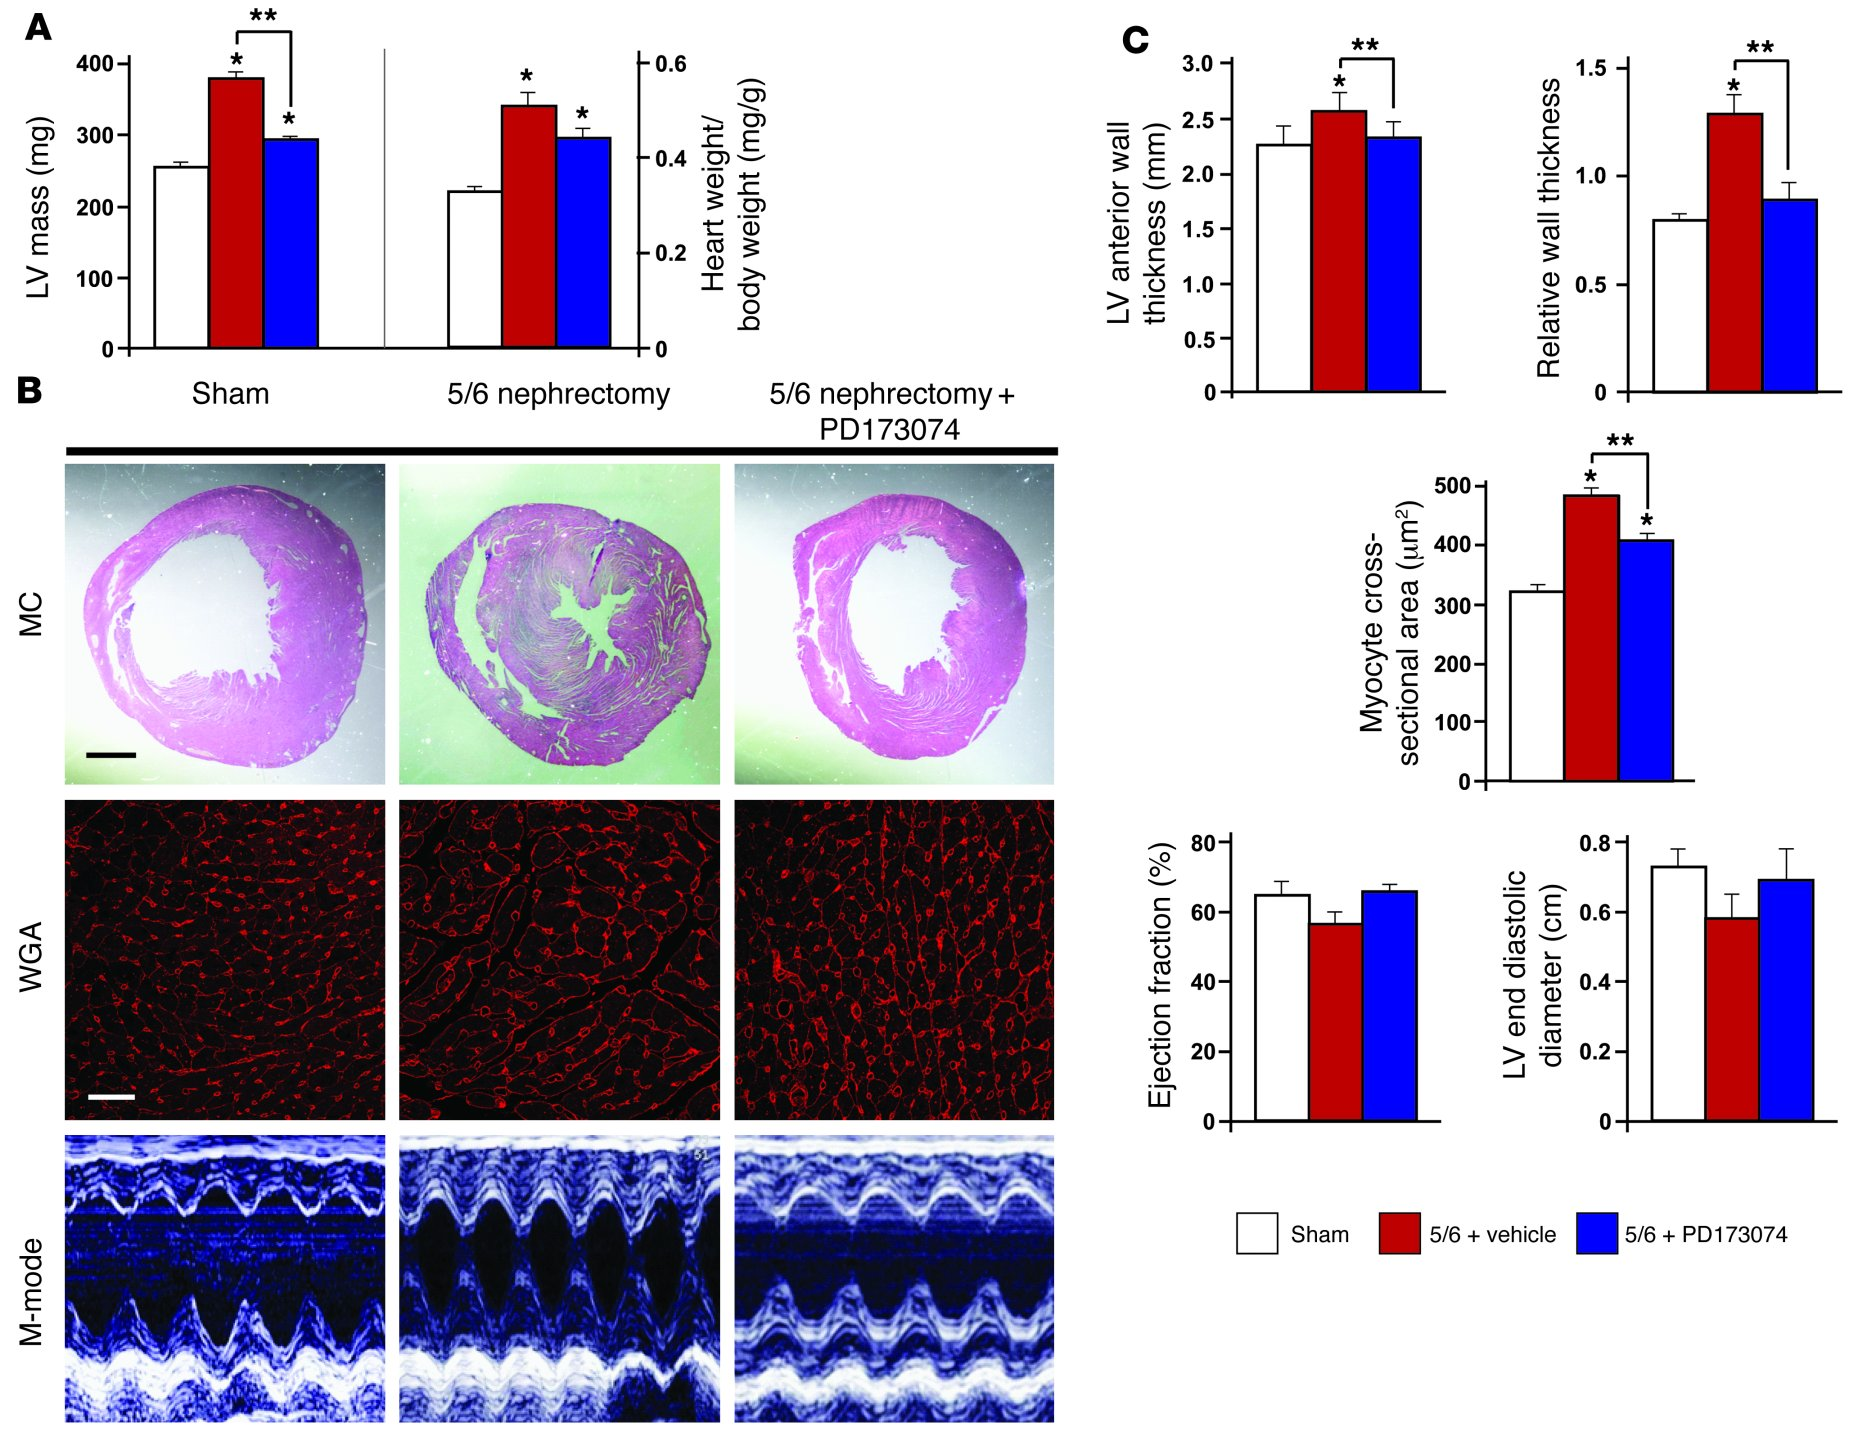 A
**
*
*
400
300
200
100
0
LV mass (mg)
*
*
0.6
0.4
0.2
0
Heart weight/
body weight (mg/g)
B
Sham
5/6 nephrectomy
5/6 nephrectomy +
PD173074
MC
WGA
M-mode
C
**
*
3.0
2.5
2.0
1.5
1.0
0.5
0
LV anterior wall
thickness (mm)
**
*
1.5
1.0
0.5
0
Relative wall thickness
**
*
*
500
400
300
200
100
0
Myocyte cross-
sectional area (μm²)
80
60
40
20
0
Ejection fraction (%)
0.8
0.6
0.4
0.2
0
LV end diastolic
diameter (cm)
Sham
5/6 + vehicle
5/6 + PD173074